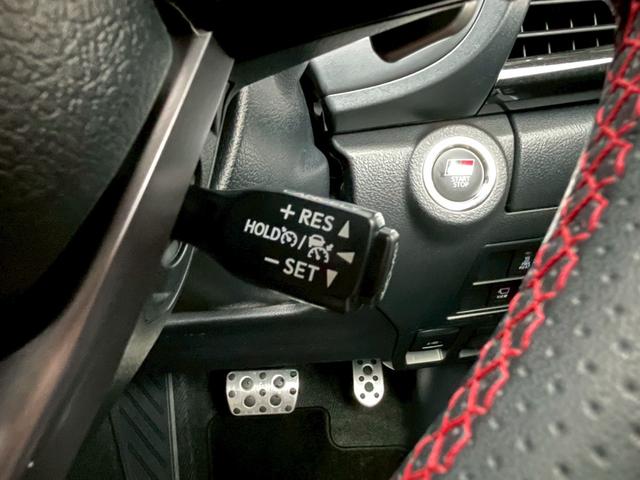 + RES
HOLD /
– SET
START
STOP